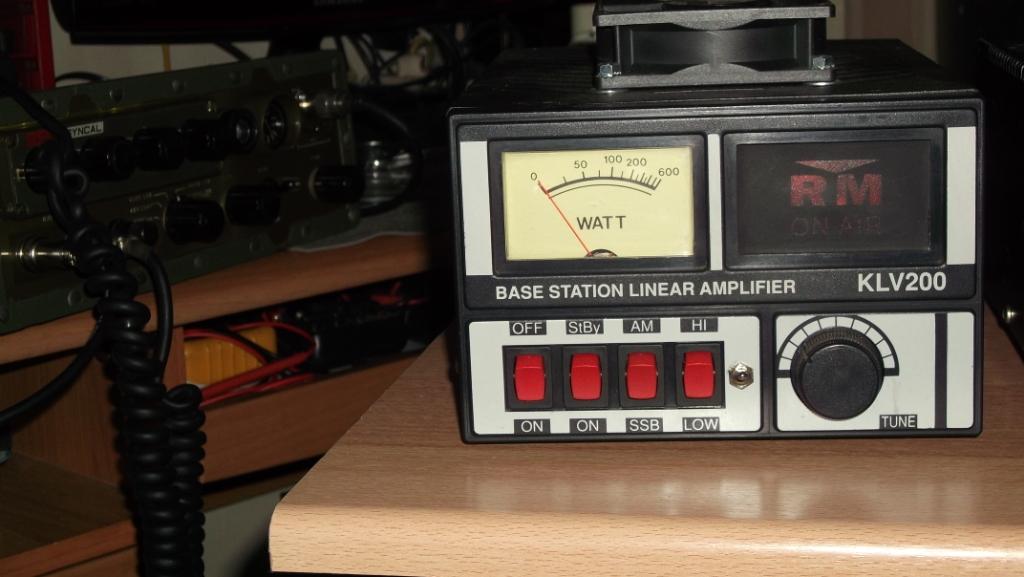 YNCAL
0 50 100 200 600
WATT
RM
ON AIR
BASE STATION LINEAR AMPLIFIER
KLV200
OFF StBy AM HI
ON ON SSB LOW
TUNE